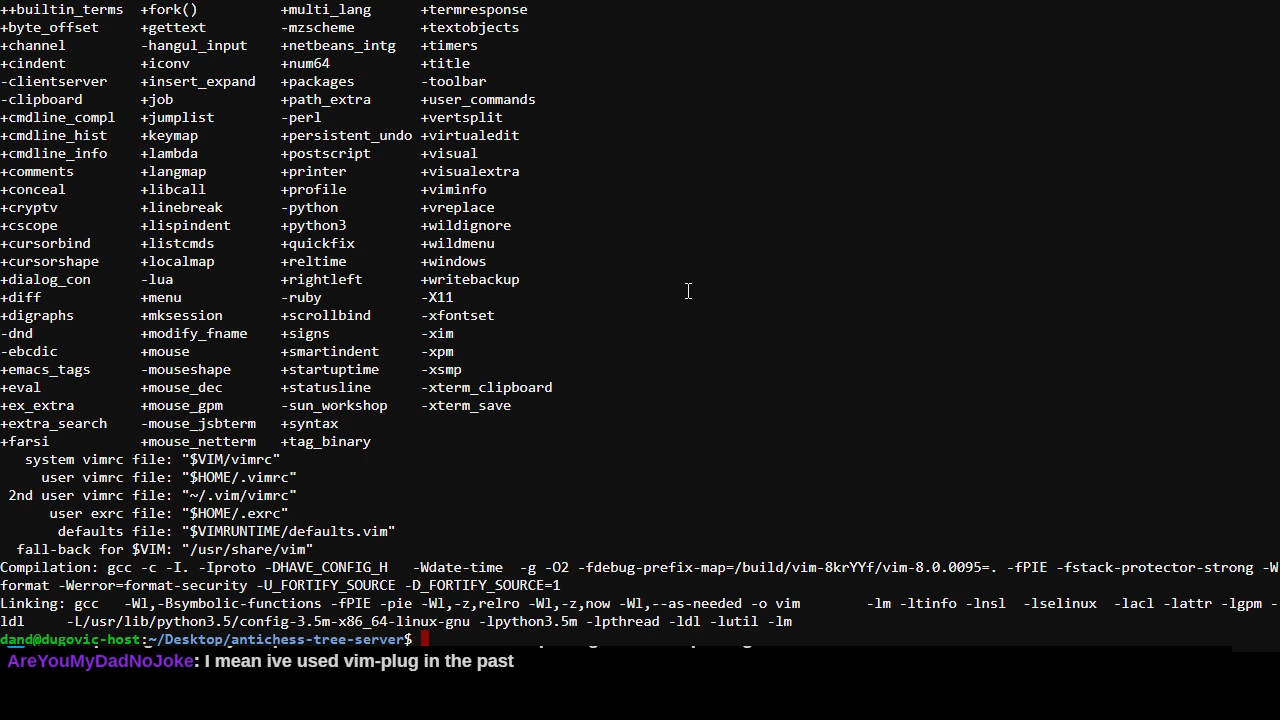 ++builtin_terms  +fork()          +multi_lang      +termresponse
+byte_offset     +gettext         -mzscheme        +textobjects
+channel         -hangul_input    +netbeans_intg   +timers
+cindent         +iconv           +num64           +title
-clientserver    +insert_expand   +packages        -toolbar
-clipboard       +job             +path_extra      +user_commands
+cmdline_compl   +jumplist        -perl            +vertsplit
+cmdline_hist    +keymap          +persistent_undo +virtualedit
+cmdline_info    +lambda          +postscript      +visual
+comments        +langmap         +printer         +visualextra
+conceal         +libcall         +profile         +viminfo
+cryptv          +linebreak       -python          +vreplace
+cscope          +lispindent      +python3         +wildignore
+cursorbind      +listcmds        +quickfix        +wildmenu
+cursorshape     +localmap        +reltime         +windows
+dialog_con      -lua             +rightleft       +writebackup
+diff            +menu            -ruby            -X11
+digraphs        +mksession       +scrollbind      -xfontset
-dnd             +modify_fname    +signs           -xim
-ebcdic          +mouse           +smartindent     -xpm
+emacs_tags      -mouseshape      +startuptime     -xsmp
+eval            +mouse_dec       +statusline      -xterm_clipboard
+ex_extra        +mouse_gpm       -sun_workshop    -xterm_save
+extra_search    -mouse_jsbterm   +syntax
+farsi           +mouse_netterm   +tag_binary
system vimrc file: "$VIM/vimrc"
user vimrc file: "$HOME/.vimrc"
2nd user vimrc file: "~/.vim/vimrc"
user exrc file: "$HOME/.exrc"
defaults file: "$VIMRUNTIME/defaults.vim"
fall-back for $VIM: "/usr/share/vim"
Compilation: gcc -c -I. -Iproto -DHAVE_CONFIG_H   -Wdate-time  -g -O2 -fdebug-prefix-map=/build/vim-8krYYf/vim-8.0.0095=. -fPIE -fstack-protector-strong -W
format -Werror=format-security -U_FORTIFY_SOURCE -D_FORTIFY_SOURCE=1
Linking: gcc   -Wl,-Bsymbolic-functions -fPIE -pie -Wl,-z,relro -Wl,-z,now -Wl,--as-needed -o vim         -lm -ltinfo -lnsl  -lselinux  -lacl -lattr -lgpm -
ldl     -L/usr/lib/python3.5/config-3.5m-x86_64-linux-gnu -lpython3.5m -lpthread -ldl -lutil -lm
dand@dugovic-host:~/Desktop/antichess-tree-server$
AreYouMyDadNoJoke: I mean ive used vim-plug in the past